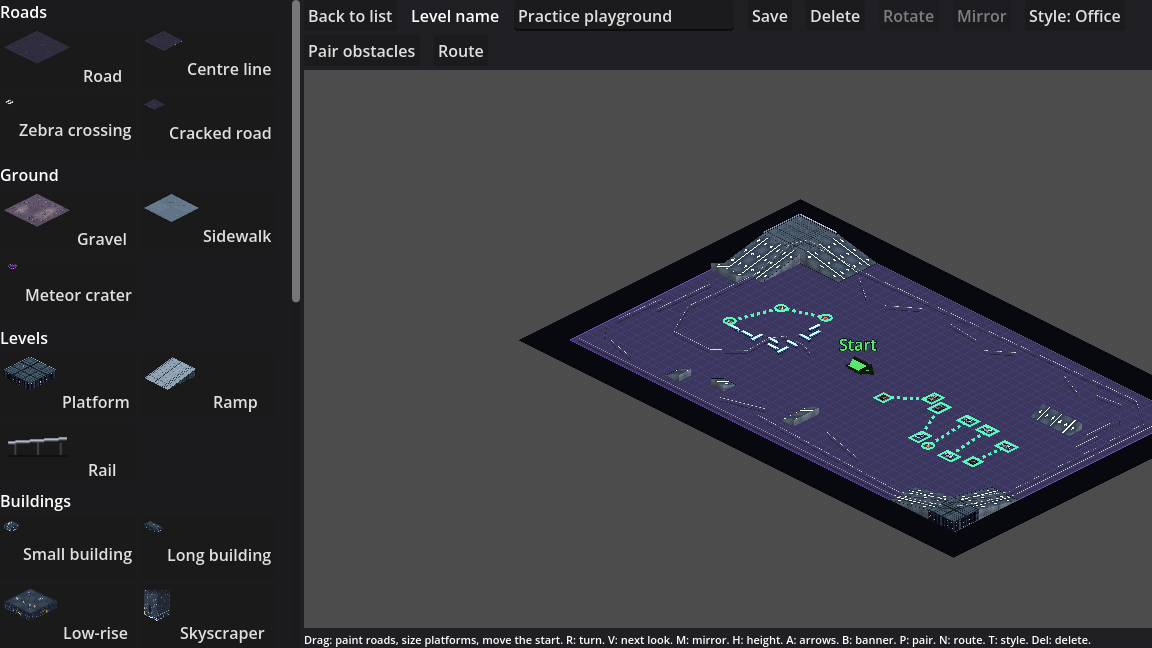 Roads
Road
Centre line
Zebra crossing
Cracked road
Ground
Gravel
Sidewalk
Meteor crater
Levels
Platform
Ramp
Rail
Buildings
Small building
Long building
Low-rise
Skyscraper
Back to list
Level name
Practice playground
Save
Delete
Rotate
Mirror
Style: Office
Pair obstacles
Route
Start
Drag: paint roads, size platforms, move the start. R: turn. V: next look. M: mirror. H: height. A: arrows. B: banner. P: pair. N: route. T: style. Del: delete.